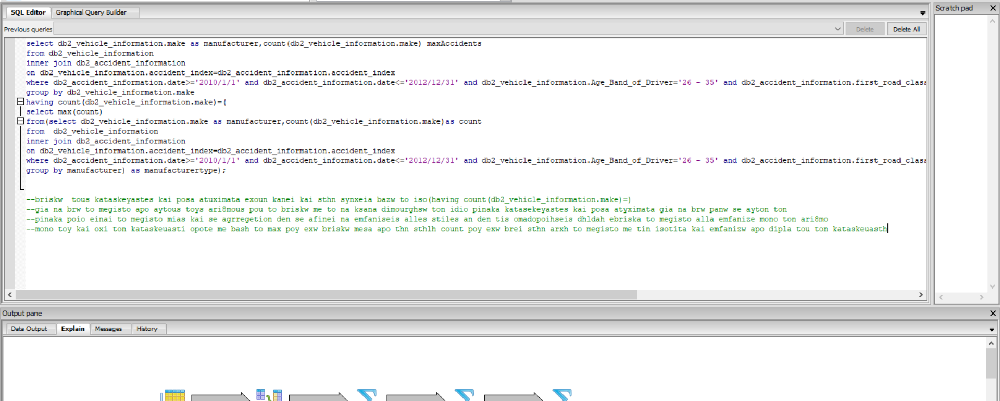 SQL Editor Graphical Query Builder
Scratch pad
Previous queries Delete Delete All
select db2_vehicle_information.make as manufacturer,count(db2_vehicle_information.make) maxAccidents
from db2_vehicle_information
inner join db2_accident_information
on db2_vehicle_information.accident_index=db2_accident_information.accident_index
where db2_accident_information.date>='2010/1/1' and db2_accident_information.date<='2012/12/31' and db2_vehicle_information.Age_Band_of_Driver='26 - 35' and db2_accident_information.first_road_clas
group by db2_vehicle_information.make
having count(db2_vehicle_information.make)=(
select max(count)
from(select db2_vehicle_information.make as manufacturer,count(db2_vehicle_information.make)as count
from  db2_vehicle_information
inner join db2_accident_information
on db2_vehicle_information.accident_index=db2_accident_information.accident_index
where db2_accident_information.date>='2010/1/1' and db2_accident_information.date<='2012/12/31' and db2_vehicle_information.Age_Band_of_Driver='26 - 35' and db2_accident_information.first_road_clas
group by manufacturer) as manufacturertype);
--briskw  tous kataskeyastes kai posa atuximata exoun kanei kai sthn synxeia bazw to iso(having count(db2_vehicle_information.make)=)
--gia na brw to megisto apo aytous toys ari8mous pou to briskw me to na ksana dimourghsw ton idio pinaka katasekeyastes kai posa atyximata gia na brw panw se ayton ton
--pinaka poio einai to megisto mias kai se agrregetion den se afinei na emfaniseis alles stiles an den tis omadopoihseis dhldah ebriska to megisto alla emfanize mono ton ari8mo
--mono toy kai oxi ton kataskeuasti opote me bash to max poy exw briskw mesa apo thn sthlh count poy exw brei sthn arxh to megisto me tin isotita kai emfanizw apo dipla tou ton kataskeuasth
Output pane
Data Output Explain Messages History